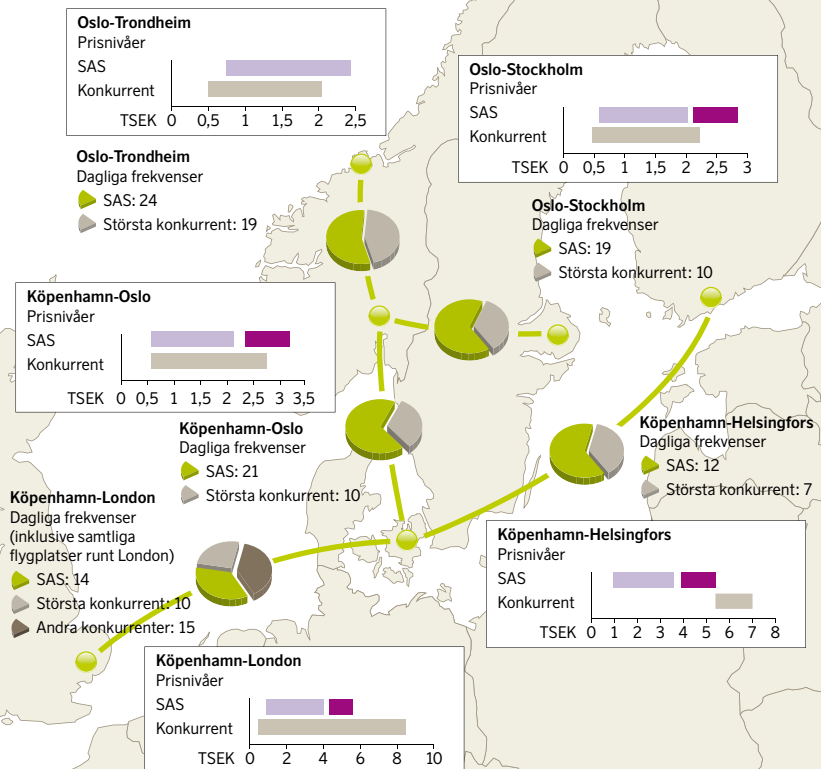 Oslo-Trondheim
Prisnivåer
SAS
Konkurrent
TSEK 0 0,5 1 1,5 2 2,5
Oslo-Stockholm
Prisnivåer
SAS
Konkurrent
TSEK 0 0,5 1 1,5 2 2,5 3
Oslo-Trondheim
Dagliga frekvenser
SAS: 24
Största konkurrent: 19
Oslo-Stockholm
Dagliga frekvenser
SAS: 19
Största konkurrent: 10
Köpenhamn-Oslo
Prisnivåer
SAS
Konkurrent
TSEK 0 0,5 1 1,5 2 2,5 3 3,5
Köpenhamn-Oslo
Dagliga frekvenser
SAS: 21
Största konkurrent: 10
Köpenhamn-Helsingfors
Dagliga frekvenser
SAS: 12
Största konkurrent: 7
Köpenhamn-London
Dagliga frekvenser
(inklusive samtliga
flygplatser runt London)
SAS: 14
Största konkurrent: 10
Andra konkurrenter: 15
Köpenhamn-Helsingfors
Prisnivåer
SAS
Konkurrent
TSEK 0 1 2 3 4 5 6 7 8
Köpenhamn-London
Prisnivåer
SAS
Konkurrent
TSEK 0 2 4 6 8 10